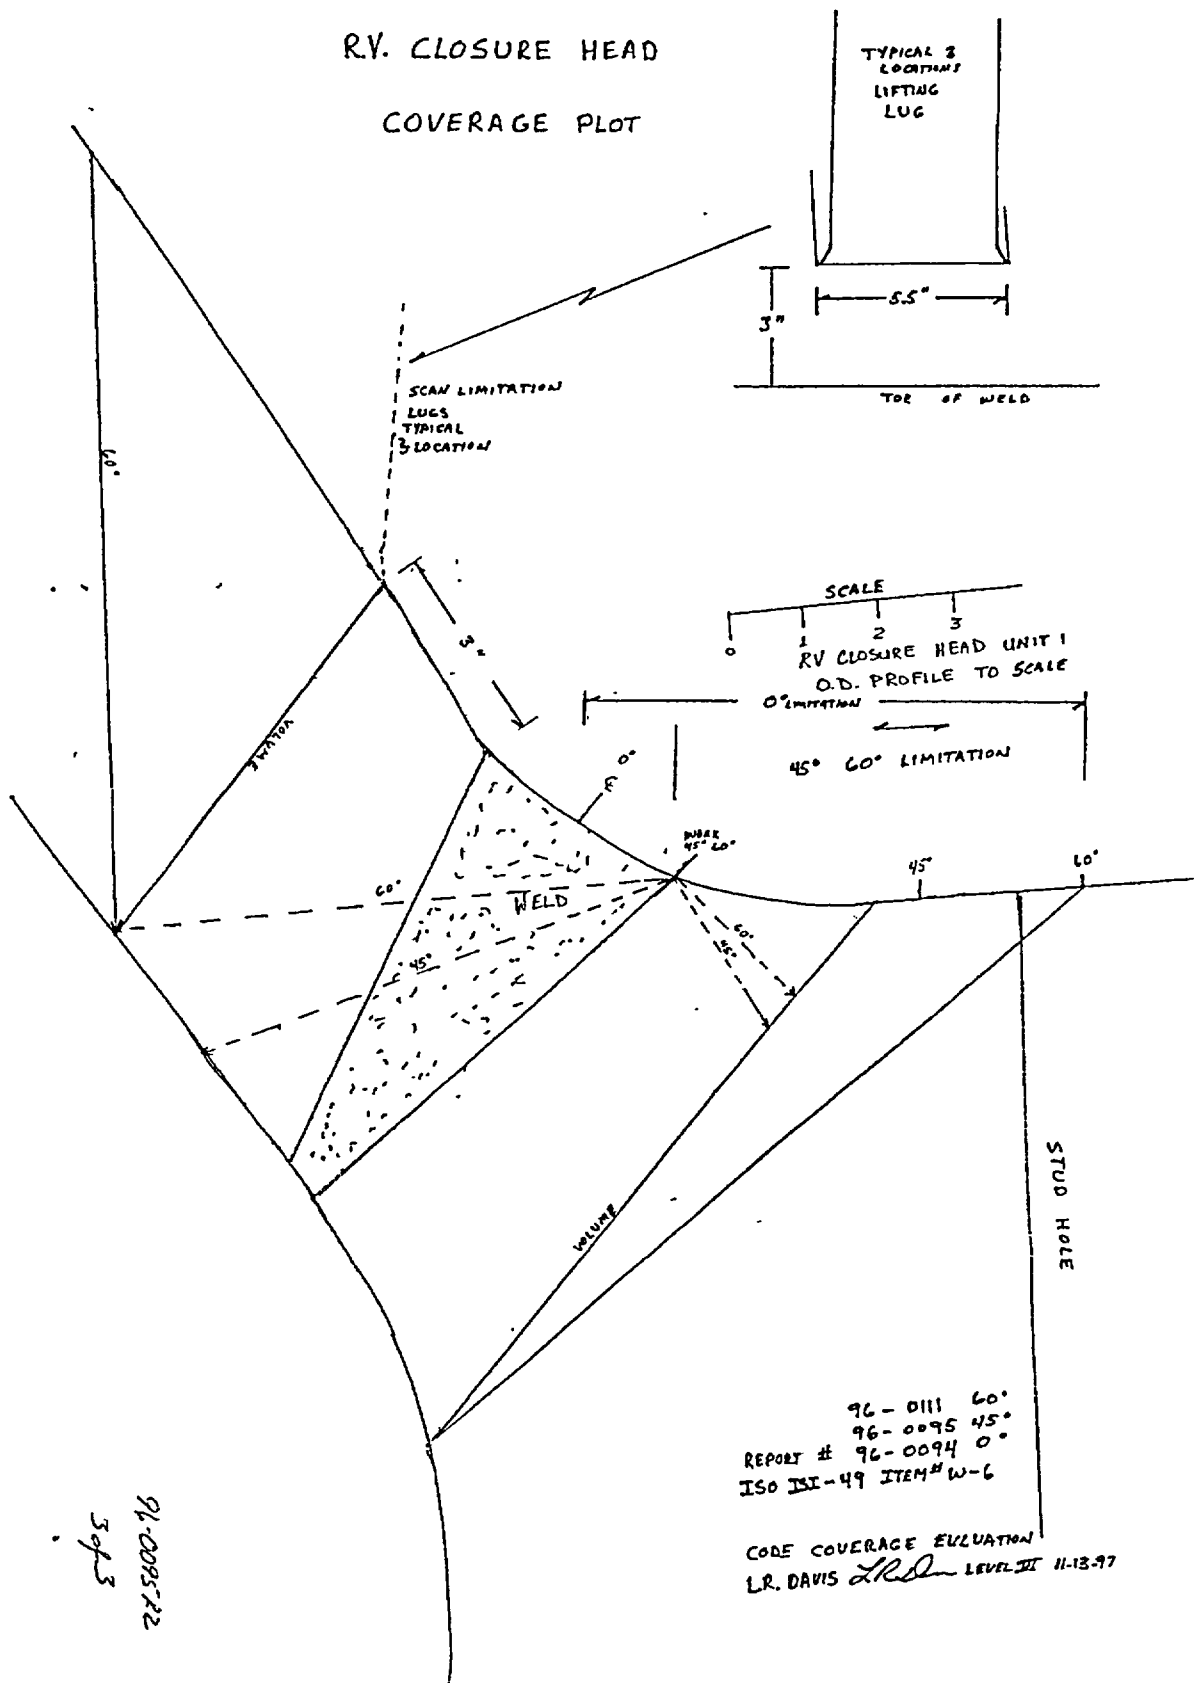 R.V. CLOSURE HEAD
COVERAGE PLOT
TYPICAL 3
LOCATIONS
LIFTING
LUG
5.5"
3"
TOE OF WELD
SCAN LIMITATION
LUGS
TYPICAL
3 LOCATION
60°
3"
SCALE
0
1
2
3
RV CLOSURE HEAD UNIT 1
O.D. PROFILE TO SCALE
0° LIMITATION
45° 60° LIMITATION
VOLUME
0°
45° 60°
45°
60°
60°
WELD
45°
60°
45°
VOLUME
STUD HOLE
96-0111 60°
96-0095 45°
REPORT # 96-0094 0°
ISO ISI-49 ITEM# W-6
CODE COVERAGE EVULUATION
L.R. DAVIS LEVEL III 11-13-97
3 of 3